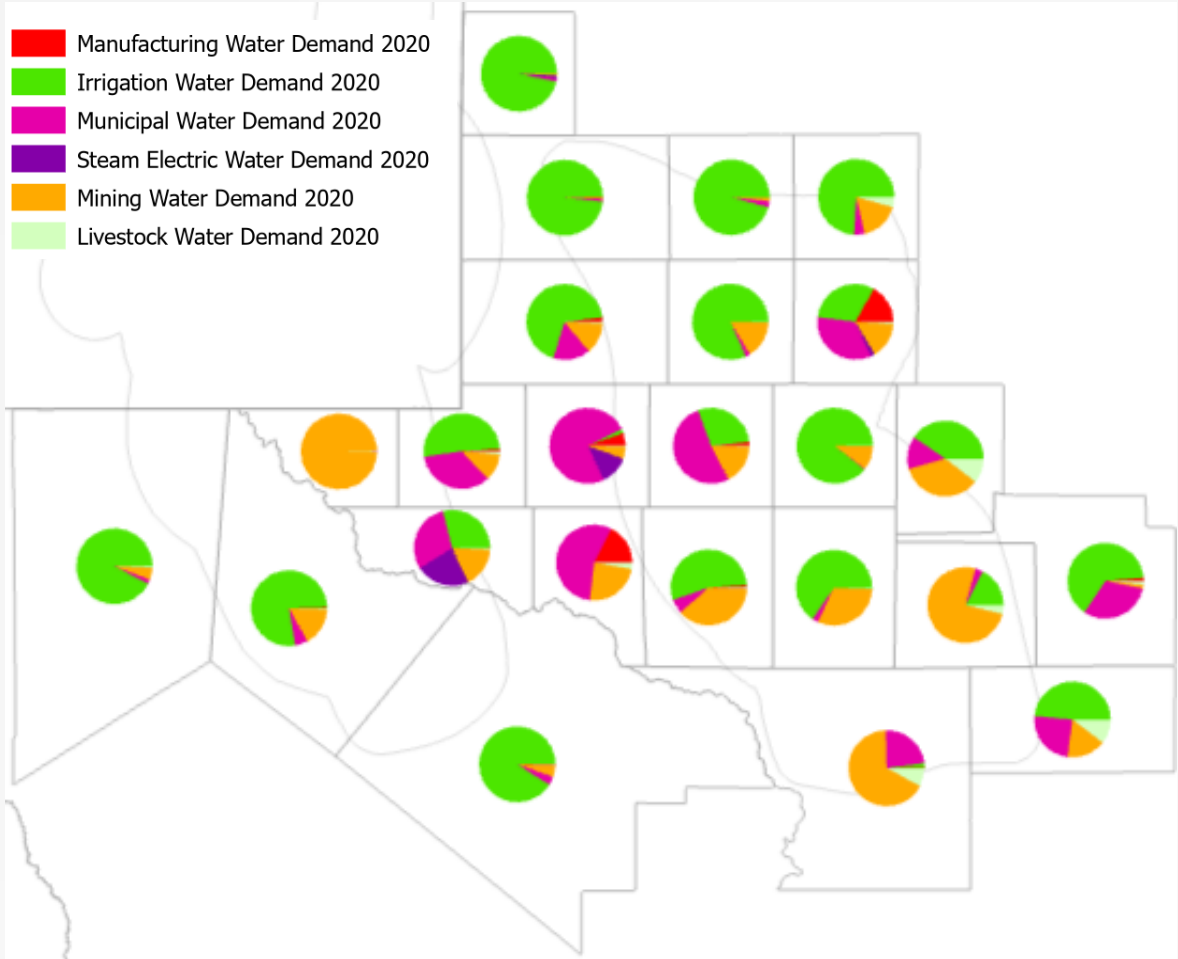 Manufacturing Water Demand 2020
Irrigation Water Demand 2020
Municipal Water Demand 2020
Steam Electric Water Demand 2020
Mining Water Demand 2020
Livestock Water Demand 2020